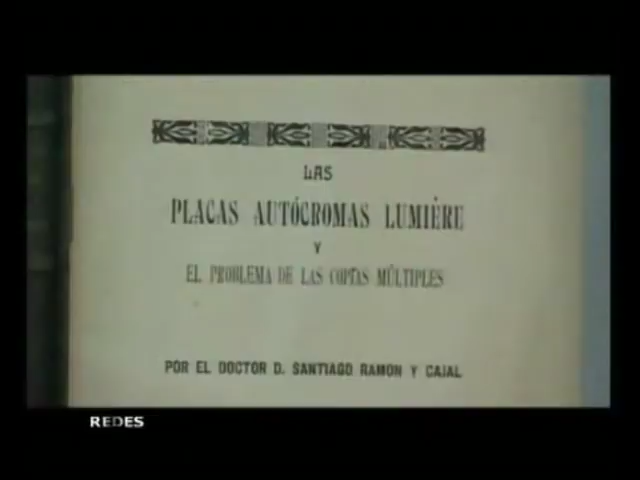 LAS
PLACAS AUTÓCROMAS LUMIÈRE
Y
EL PROBLEMA DE LAS COPIAS MÚLTIPLES
POR EL DOCTOR D. SANTIAGO RAMON Y CAJAL
REDES